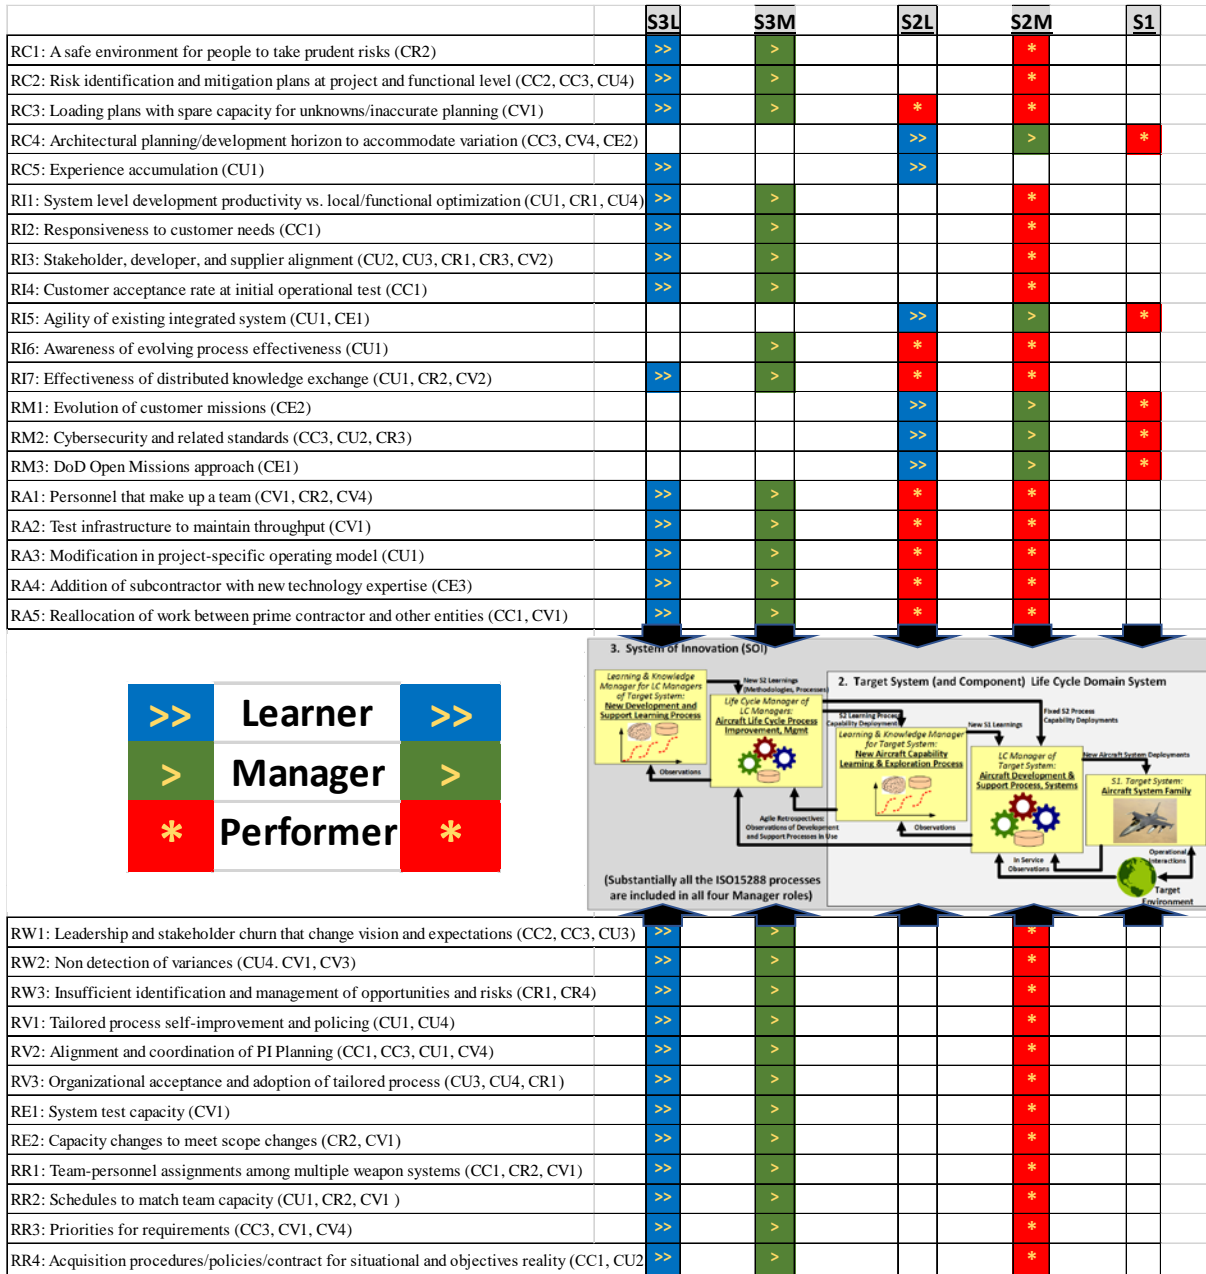 S3L S3M S2L S2M S1
RC1: A safe environment for people to take prudent risks (CR2) >> > *
RC2: Risk identification and mitigation plans at project and functional level (CC2, CC3, CU4) >> > *
RC3: Loading plans with spare capacity for unknowns/inaccurate planning (CV1) >> > * *
RC4: Architectural planning/development horizon to accommodate variation (CC3, CV4, CE2) >> > *
RC5: Experience accumulation (CU1) >> >>
RI1: System level development productivity vs. local/functional optimization (CU1, CR1, CU4) >> > *
RI2: Responsiveness to customer needs (CC1) >> > *
RI3: Stakeholder, developer, and supplier alignment (CU2, CU3, CR1, CR3, CV2) >> > *
RI4: Customer acceptance rate at initial operational test (CC1) >> > *
RI5: Agility of existing integrated system (CU1, CE1) >> > *
RI6: Awareness of evolving process effectiveness (CU1) > * *
RI7: Effectiveness of distributed knowledge exchange (CU1, CR2, CV2) >> > * *
RM1: Evolution of customer missions (CE2) >> > *
RM2: Cybersecurity and related standards (CC3, CU2, CR3) >> > *
RM3: DoD Open Missions approach (CE1) >> > *
RA1: Personnel that make up a team (CV1, CR2, CV4) >> > * *
RA2: Test infrastructure to maintain throughput (CV1) >> > * *
RA3: Modification in project-specific operating model (CU1) >> > * *
RA4: Addition of subcontractor with new technology expertise (CE3) >> > * *
RA5: Reallocation of work between prime contractor and other entities (CC1, CV1) >> > * *
>> Learner >>
> Manager >
* Performer *
3. System of Innovation (SOI)
Learning & Knowledge
Manager for LC Managers
of Target System:
New Development and
Support Learning Process
New S2 Learnings
(Methodologies, Processes)
Life Cycle Manager of
LC Managers:
Aircraft Life Cycle Process
Improvement, Mgmt
Observations
2. Target System (and Component) Life Cycle Domain System
S2 Learning Process
Capability Deployment
Learning & Knowledge Manager
for Target System:
New Aircraft Capability
Learning & Exploration Process
New S1 Learnings
Fixed S2 Process
Capability Deployments
LC Manager of
Target System:
Aircraft Development &
Support Process, Systems
New Aircraft System Deployments
S1. Target System:
Aircraft System Family
Agile Retrospectives:
Observations of Development
and Support Processes in Use
Observations
In Service
Observations
Operational
Interactions
Target
Environment
(Substantially all the ISO15288 processes
are included in all four Manager roles)
RW1: Leadership and stakeholder churn that change vision and expectations (CC2, CC3, CU3) >> > *
RW2: Non detection of variances (CU4. CV1, CV3) >> > *
RW3: Insufficient identification and management of opportunities and risks (CR1, CR4) >> > *
RV1: Tailored process self-improvement and policing (CU1, CU4) >> > *
RV2: Alignment and coordination of PI Planning (CC1, CC3, CU1, CV4) >> > *
RV3: Organizational acceptance and adoption of tailored process (CU3, CU4, CR1) >> > *
RE1: System test capacity (CV1) >> > *
RE2: Capacity changes to meet scope changes (CR2, CV1) >> > *
RR1: Team-personnel assignments among multiple weapon systems (CC1, CR2, CV1) >> > *
RR2: Schedules to match team capacity (CU1, CR2, CV1 ) >> > *
RR3: Priorities for requirements (CC3, CV1, CV4) >> > *
RR4: Acquisition procedures/policies/contract for situational and objectives reality (CC1, CU2 >> > *